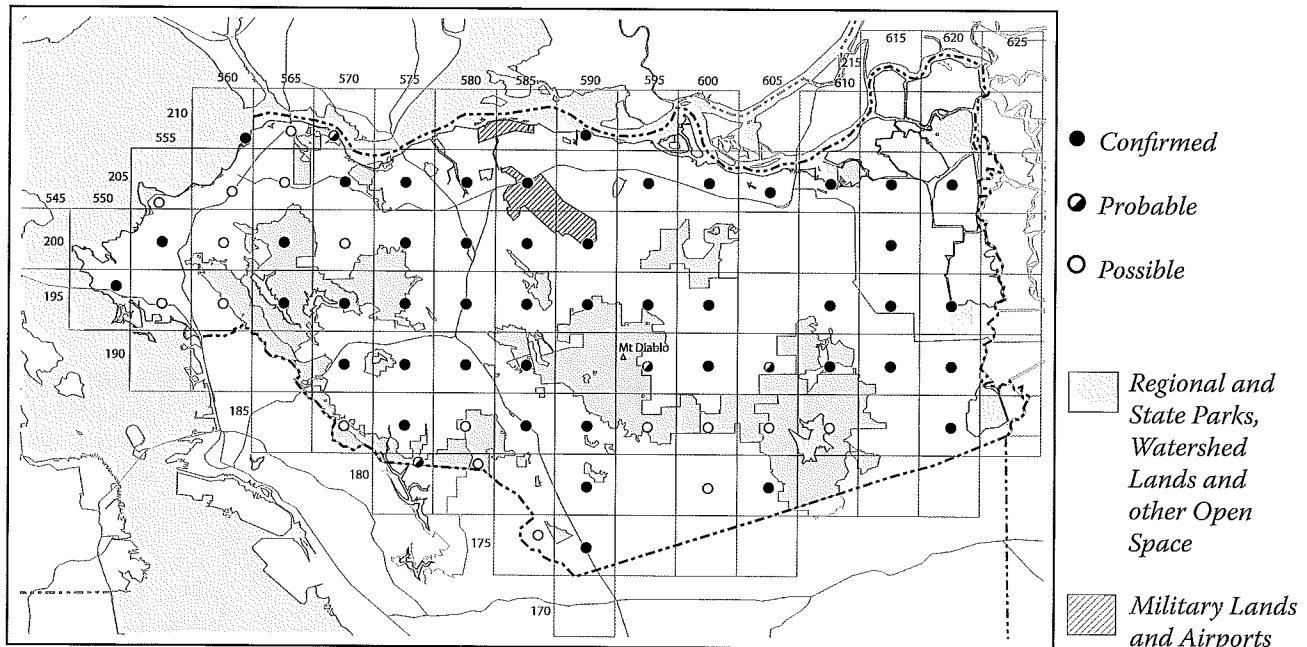 615 620 625
215
560 565 570 575 580 585 590 595 600 605 610
210
555
205
545 550
200
195
190
Mt Diablo
185
180
175
170
Confirmed
Probable
Possible
Regional and
State Parks,
Watershed
Lands and
other Open
Space
Military Lands
and Airports